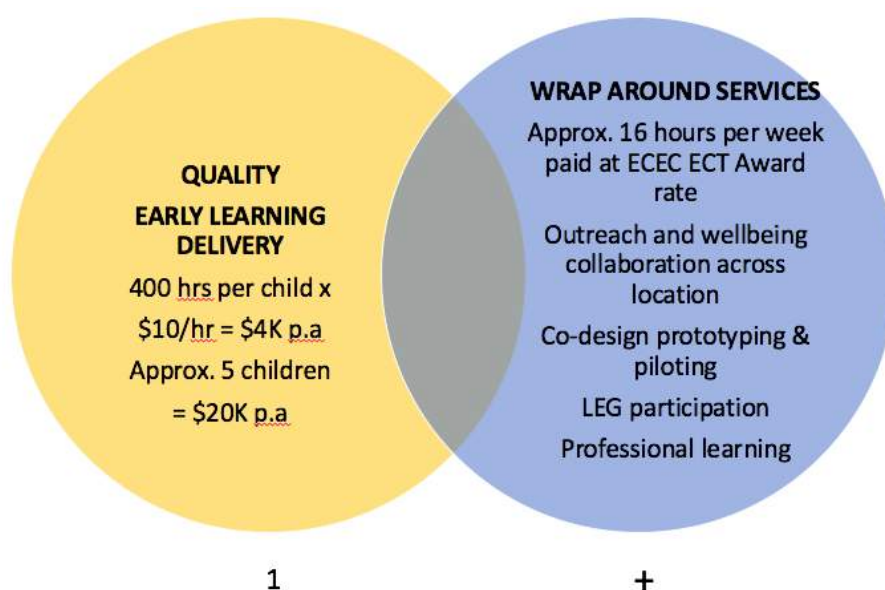 QUALITY
EARLY LEARNING
DELIVERY
400 hrs per child x
$10/hr = $4K p.a
Approx. 5 children
= $20K p.a
WRAP AROUND SERVICES
Approx. 16 hours per week
paid at ECEC ECT Award
rate
Outreach and wellbeing
collaboration across
location
Co-design prototyping &
piloting
LEG participation
Professional learning
1
+